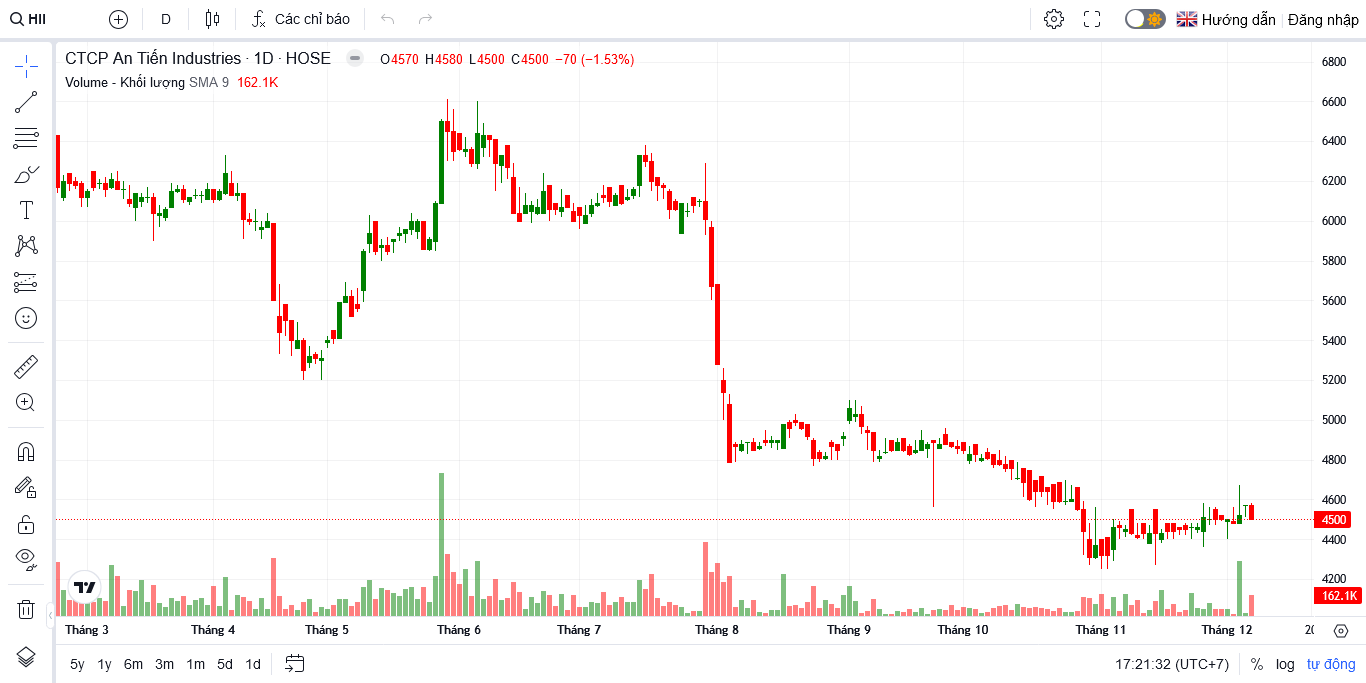 HII D Các chỉ báo Hướng dẫn Đăng nhập
CTCP An Tiến Industries · 1D · HOSE O4570 H4580 L4500 C4500 −70 (−1.53%)
Volume - Khối lượng SMA 9 162.1K
6800
6600
6400
6200
6000
5800
5600
5400
5200
5000
4800
4600
4500
4400
4200
162.1K
Tháng 3 Tháng 4 Tháng 5 Tháng 6 Tháng 7 Tháng 8 Tháng 9 Tháng 10 Tháng 11 Tháng 12
5y 1y 6m 3m 1m 5d 1d 17:21:32 (UTC+7) % log tự động